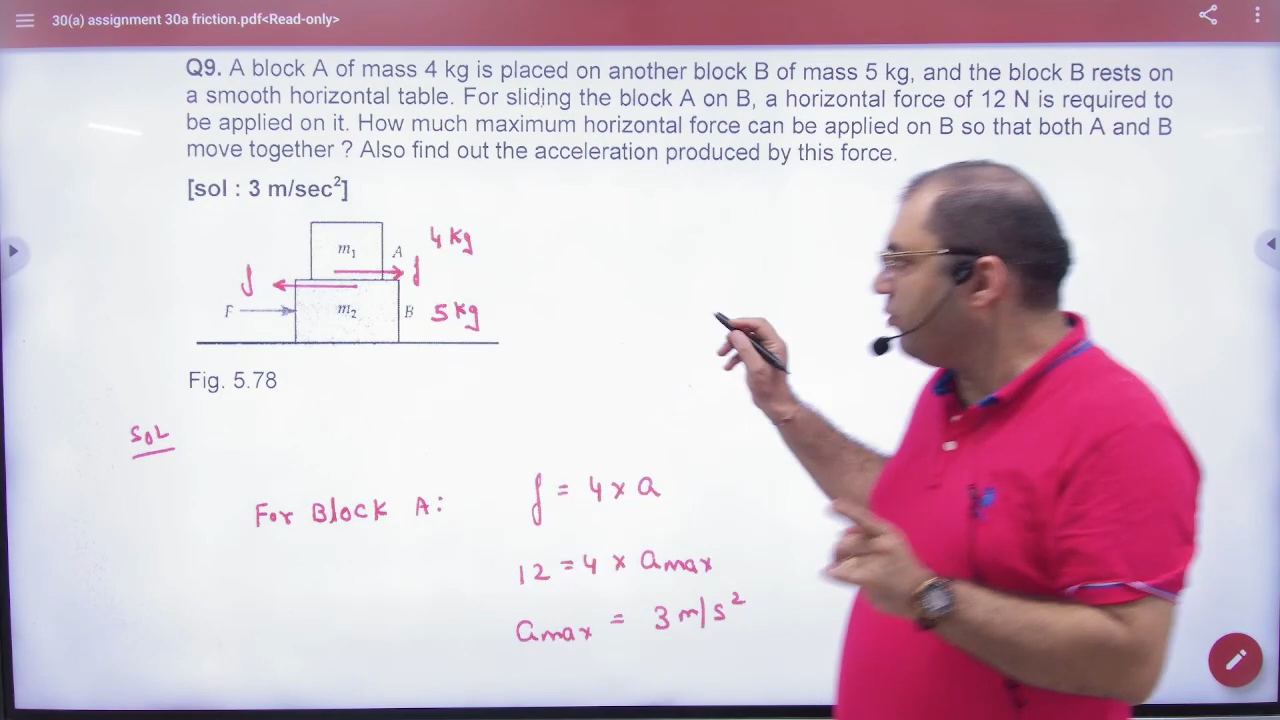 30(a) assignment 30a friction.pdf<Read-only>
Q9. A block A of mass 4 kg is placed on another block B of mass 5 kg, and the block B rests on
a smooth horizontal table. For sliding the block A on B, a horizontal force of 12 N is required to
be applied on it. How much maximum horizontal force can be applied on B so that both A and B
move together ? Also find out the acceleration produced by this force.
[sol : 3 m/sec²]
m₁ A 4 kg
f f
F m₂ B 5 kg
Fig. 5.78
SOL
For Block A: f = 4 × a
12 = 4 × amax
amax = 3 m/s²